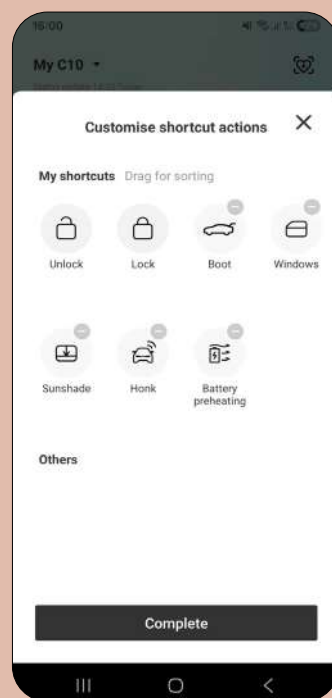 16:00
My C10
Customise shortcut actions
My shortcuts Drag for sorting
Unlock
Lock
Boot
Windows
Sunshade
Honk
Battery
preheating
Others
Complete